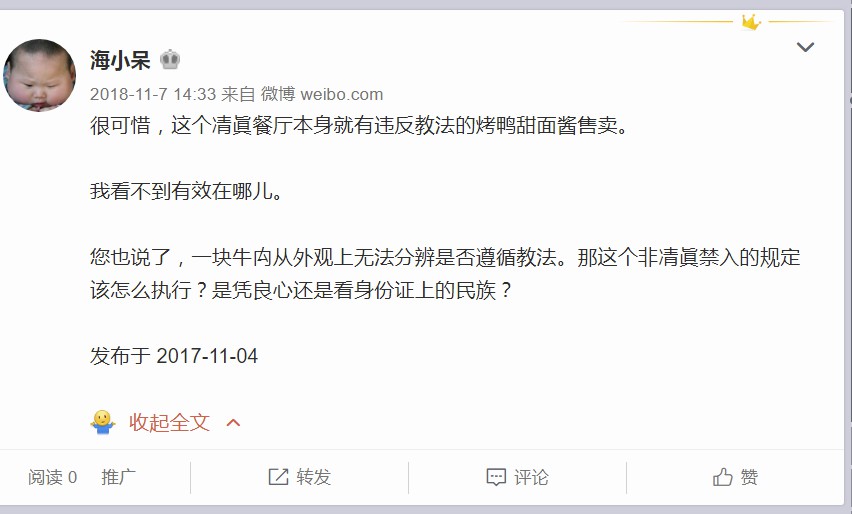 海小呆
2018-11-7 14:33 来自 微博 weibo.com
很可惜，这个凊眞餐厅本身就有违反教法的烤鸭甜面酱售卖。
我看不到有效在哪儿。
您也说了，一块牛禸从外观上无法分辨是否遵循教法。那这个非凊眞禁入的规定
该怎么执行？是凭良心还是看身份证上的民族？
发布于 2017-11-04
收起全文
阅读 0 推广 转发 评论 赞